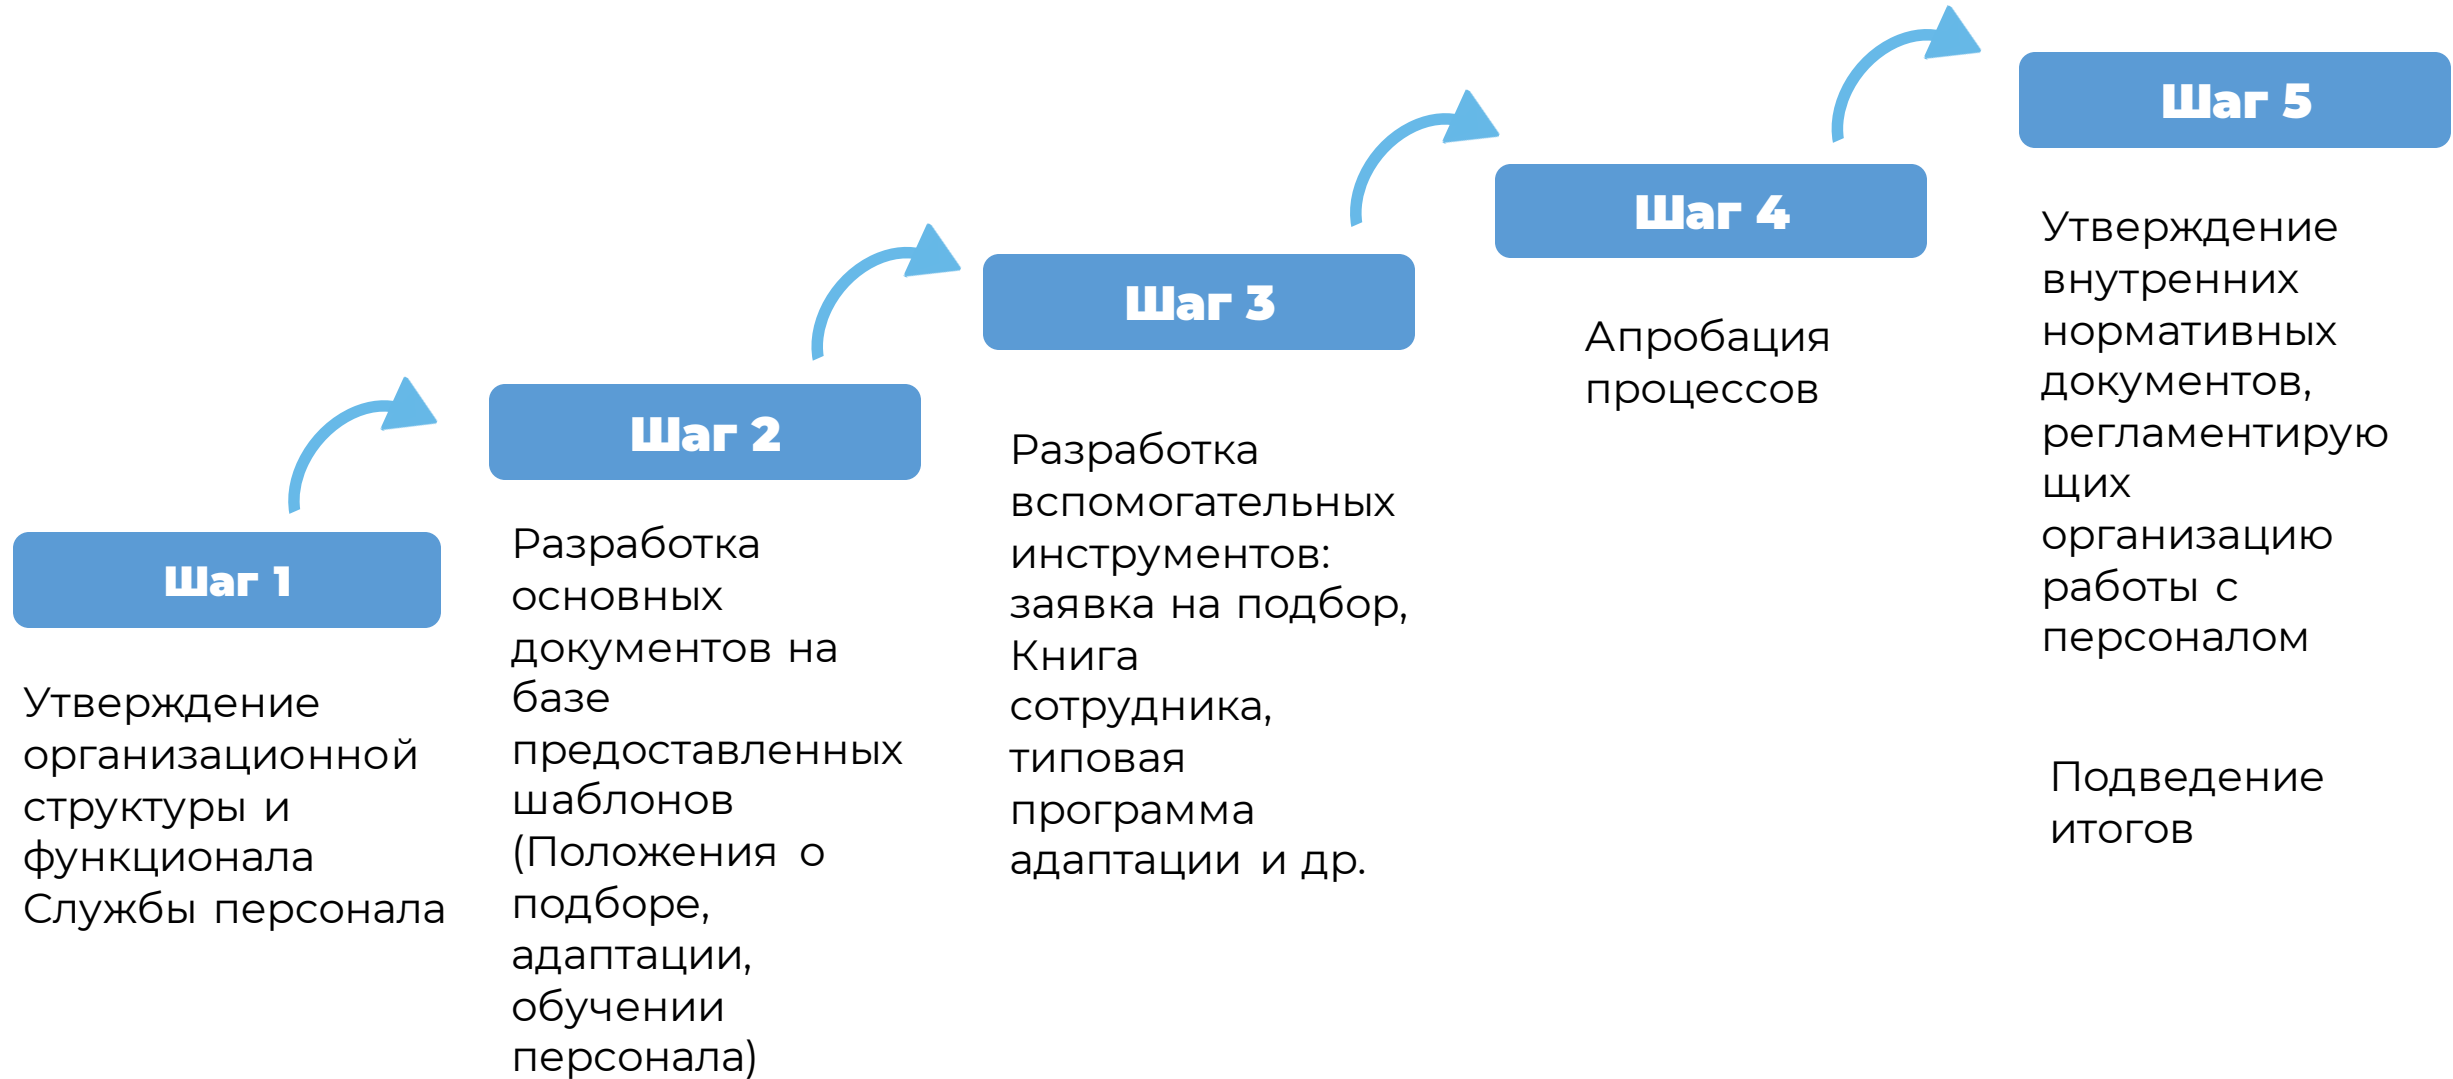 Шаг 1
Утверждение
организационной
структуры и
функционала
Службы персонала
Шаг 2
Разработка
основных
документов на
базе
предоставленных
шаблонов
(Положения о
подборе,
адаптации,
обучении
персонала)
Шаг 3
Разработка
вспомогательных
инструментов:
заявка на подбор,
Книга
сотрудника,
типовая
программа
адаптации и др.
Шаг 4
Апробация
процессов
Шаг 5
Утверждение
внутренних
нормативных
документов,
регламентирую
щих
организацию
работы с
персоналом
Подведение
итогов